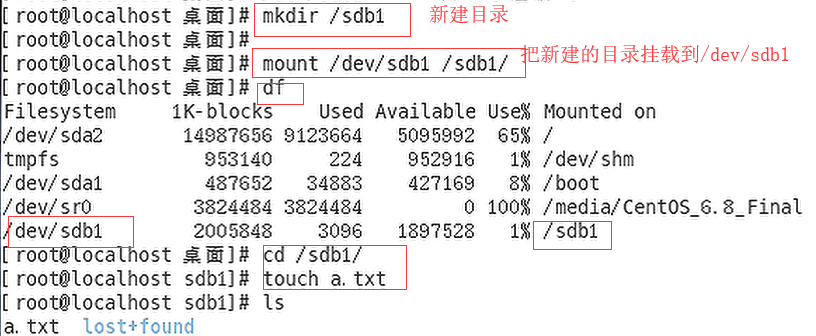 [root@localhost 桌面]# mkdir /sdb1 新建目录
[root@localhost 桌面]#
[root@localhost 桌面]# mount /dev/sdb1 /sdb1/ 把新建的目录挂载到/dev/sdb1
[root@localhost 桌面]# df
Filesystem 1K-blocks Used Available Use% Mounted on
/dev/sda2 14987656 9123664 5095992 65% /
tmpfs 953140 224 952916 1% /dev/shm
/dev/sda1 487652 34883 427169 8% /boot
/dev/sr0 3824484 3824484 0 100% /media/CentOS_6.8_Final
/dev/sdb1 2005848 3096 1897528 1% /sdb1
[root@localhost 桌面]# cd /sdb1/
[root@localhost sdb1]# touch a.txt
[root@localhost sdb1]# ls
a.txt lost+found